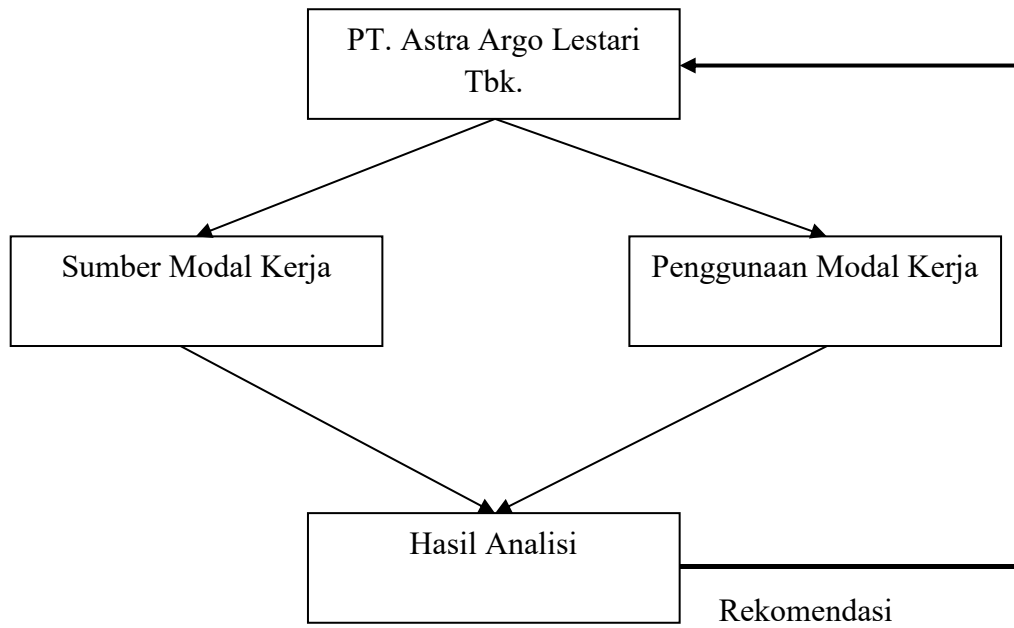 PT. Astra Argo Lestari
Tbk.
Sumber Modal Kerja
Penggunaan Modal Kerja
Hasil Analisi
Rekomendasi